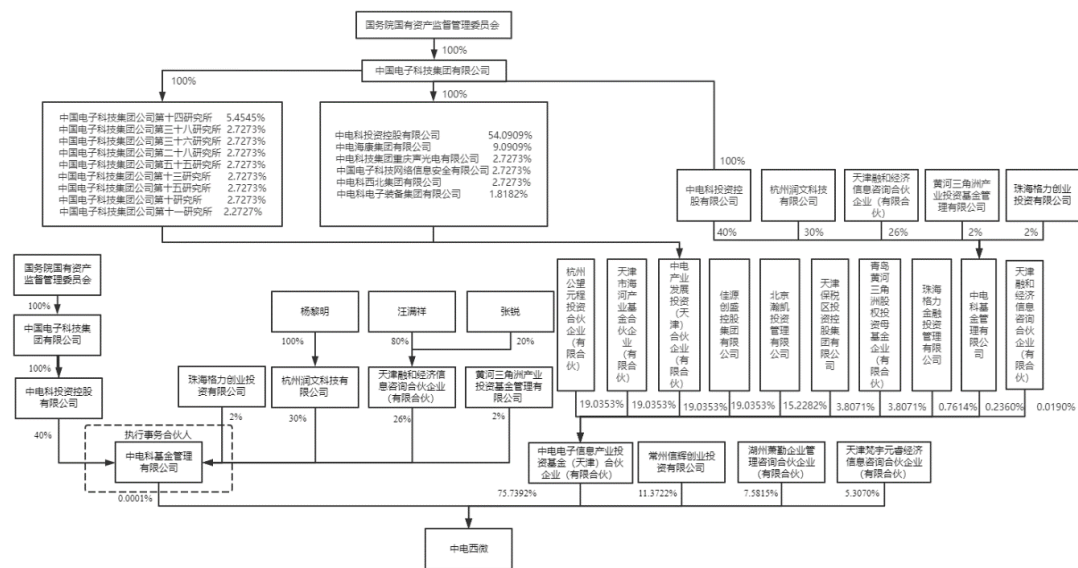 国务院国有资产监督管理委员会
100%
中国电子科技集团有限公司
100%
100%
中国电子科技集团公司第十四研究所 5.4545%
中国电子科技集团公司第三十八研究所 2.7273%
中国电子科技集团公司第三十六研究所 2.7273%
中国电子科技集团公司第二十八研究所 2.7273%
中国电子科技集团公司第五十五研究所 2.7273%
中国电子科技集团公司第十三研究所 2.7273%
中国电子科技集团公司第十五研究所 2.7273%
中国电子科技集团公司第十研究所 2.7273%
中国电子科技集团公司第十一研究所 2.2727%
中电科投资控股有限公司 54.0909%
中电海康集团有限公司 9.0909%
中电科技集团重庆声光电有限公司 2.7273%
中国电子科技网络信息安全有限公司 2.7273%
中电科西北集团有限公司 2.7273%
中电科电子装备集团有限公司 1.8182%
100%
中电科投资控
股有限公司
杭州润文科技
有限公司
天津融和经济
信息咨询合伙
企业（有限合
伙）
黄河三角洲产
业投资基金管
理有限公司
珠海格力创业
投资有限公司
40%
30%
26%
2%
2%
国务院国有资产
监督管理委员会
100%
中国电子科技集
团有限公司
100%
中电科投资控股
有限公司
40%
杨黎明
100%
汪满祥
80%
张锐
20%
珠海格力创业投
资有限公司
2%
杭州润文科技有
限公司
30%
天津融和经济信
息咨询合伙企业
（有限合伙）
26%
黄河三角洲产业
投资基金管理有
限公司
2%
杭州公望元程投资合伙企业（有限合伙）
天津市海河产业基金合伙企业（有限合伙）
中电产业发展投资（天津）合伙企业（有限合伙）
佳源创盛控股集团有限公司
北京瀚凯投资管理有限公司
天津保税区投资控股集团有限公司
青岛黄河三角洲股权投资母基金企业（有限合伙）
珠海格力金融投资管理有限公司
中电科基金管理有限公司
天津融和经济信息咨询合伙企业（有限合伙）
19.0353%
19.0353%
19.0353%
19.0353%
15.2282%
3.8071%
3.8071%
0.7614%
0.2360%
0.0190%
执行事务合伙人
中电科基金管理
有限公司
0.0001%
中电电子信息产业投
资基金（天津）合伙
企业（有限合伙）
75.7392%
常州信辉创业投
资有限公司
11.3722%
湖州萧勤企业管
理咨询合伙企业
（有限合伙）
7.5815%
天津梵宇元睿经济
信息咨询合伙企业
（有限合伙）
5.3070%
中电西微